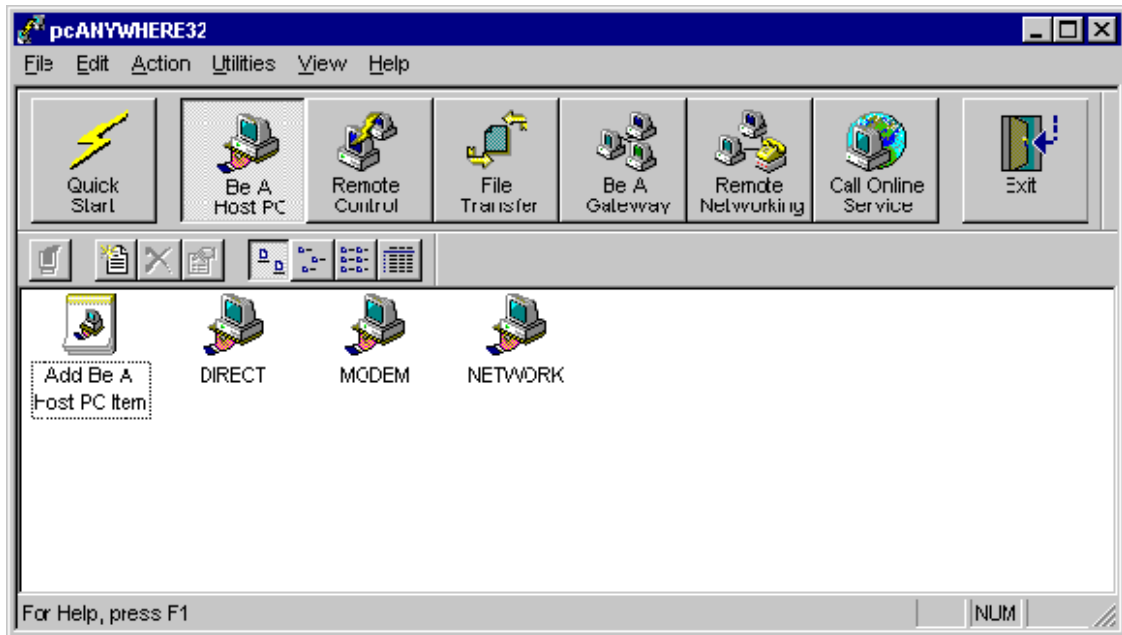 pcANYWHERE32
File Edit Action Utilities View Help
Quick
Start
Be A
Host PC
Remote
Control
File
Transfer
Be A
Gateway
Remote
Networking
Call Online
Service
Exit
Add Be A
Host PC Item
DIRECT
MODEM
NETWORK
For Help, press F1
NUM